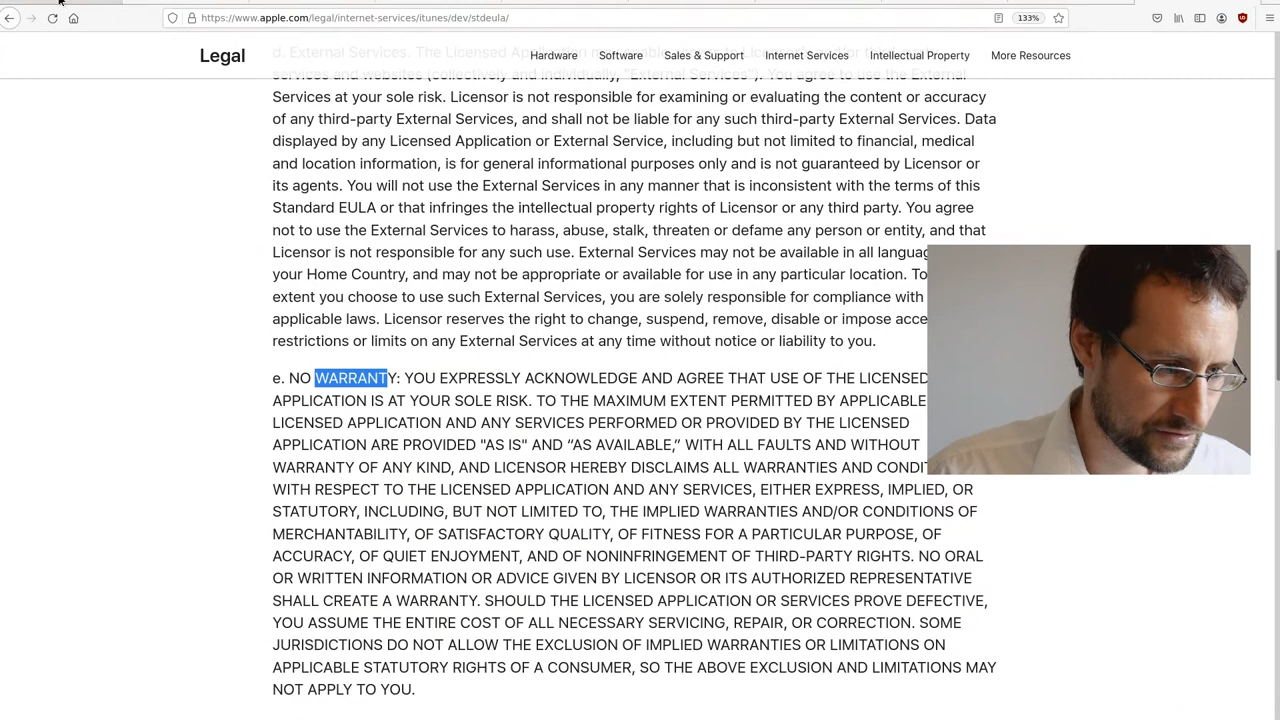 https://www.apple.com/legal/internet-services/itunes/dev/stdeula/
133%
Legal
Hardware
Software
Sales & Support
Internet Services
Intellectual Property
More Resources
d. External Services. The Licensed Application may
services and websites (collectively and individually, "External Services"). You agree to use the External
Services at your sole risk. Licensor is not responsible for examining or evaluating the content or accuracy
of any third-party External Services, and shall not be liable for any such third-party External Services. Data
displayed by any Licensed Application or External Service, including but not limited to financial, medical
and location information, is for general informational purposes only and is not guaranteed by Licensor or
its agents. You will not use the External Services in any manner that is inconsistent with the terms of this
Standard EULA or that infringes the intellectual property rights of Licensor or any third party. You agree
not to use the External Services to harass, abuse, stalk, threaten or defame any person or entity, and that
Licensor is not responsible for any such use. External Services may not be available in all
your Home Country, and may not be appropriate or available for use in any particular location. To
extent you choose to use such External Services, you are solely responsible for compliance with
applicable laws. Licensor reserves the right to change, suspend, remove, disable or impose
restrictions or limits on any External Services at any time without notice or liability to you.
e. NO WARRANTY: YOU EXPRESSLY ACKNOWLEDGE AND AGREE THAT USE OF THE LICENSED
APPLICATION IS AT YOUR SOLE RISK. TO THE MAXIMUM EXTENT PERMITTED BY APPLICABLE
LICENSED APPLICATION AND ANY SERVICES PERFORMED OR PROVIDED BY THE LICENSED
APPLICATION ARE PROVIDED "AS IS" AND “AS AVAILABLE,” WITH ALL FAULTS AND WITHOUT
WARRANTY OF ANY KIND, AND LICENSOR HEREBY DISCLAIMS ALL WARRANTIES AND
WITH RESPECT TO THE LICENSED APPLICATION AND ANY SERVICES, EITHER EXPRESS, IMPLIED, OR
STATUTORY, INCLUDING, BUT NOT LIMITED TO, THE IMPLIED WARRANTIES AND/OR CONDITIONS OF
MERCHANTABILITY, OF SATISFACTORY QUALITY, OF FITNESS FOR A PARTICULAR PURPOSE, OF
ACCURACY, OF QUIET ENJOYMENT, AND OF NONINFRINGEMENT OF THIRD-PARTY RIGHTS. NO ORAL
OR WRITTEN INFORMATION OR ADVICE GIVEN BY LICENSOR OR ITS AUTHORIZED REPRESENTATIVE
SHALL CREATE A WARRANTY. SHOULD THE LICENSED APPLICATION OR SERVICES PROVE DEFECTIVE,
YOU ASSUME THE ENTIRE COST OF ALL NECESSARY SERVICING, REPAIR, OR CORRECTION. SOME
JURISDICTIONS DO NOT ALLOW THE EXCLUSION OF IMPLIED WARRANTIES OR LIMITATIONS ON
APPLICABLE STATUTORY RIGHTS OF A CONSUMER, SO THE ABOVE EXCLUSION AND LIMITATIONS MAY
NOT APPLY TO YOU.